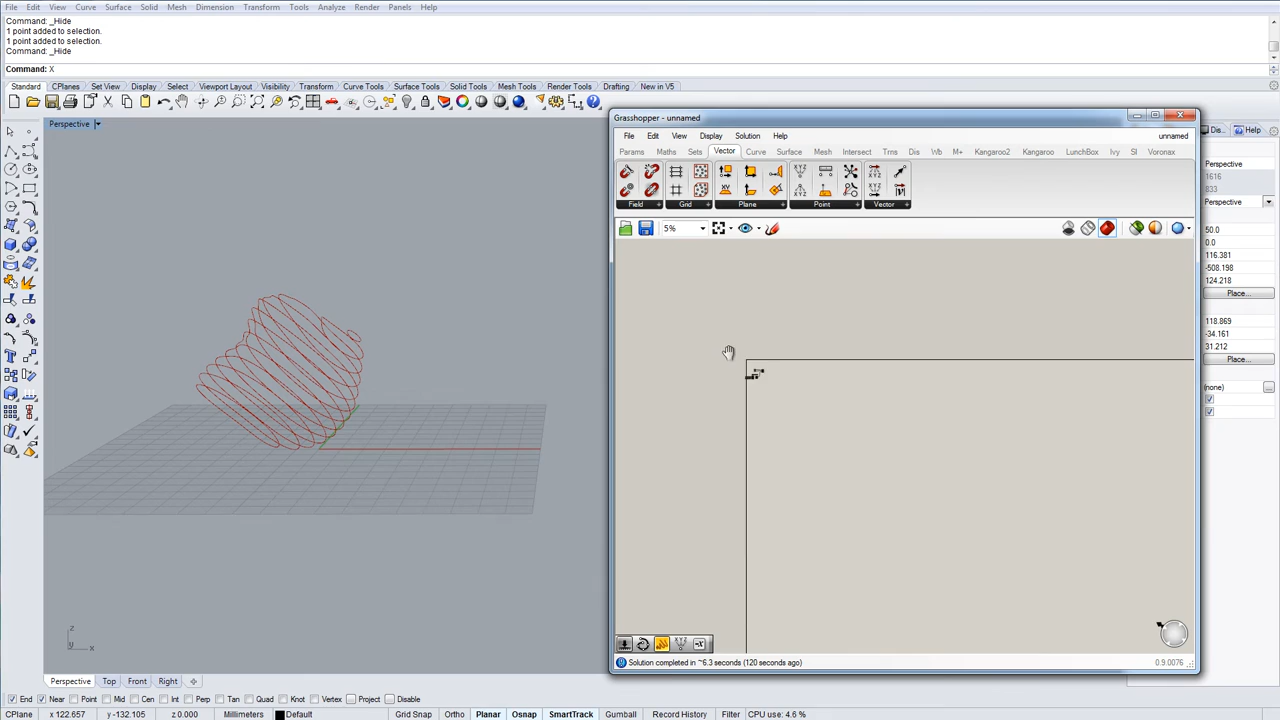 File Edit View Curve Surface Solid Mesh Dimension Transform Tools Analyze Render Panels Help
Command: _Hide
1 point added to selection.
1 point added to selection.
Command: _Hide
Command: X
Standard CPlanes Set View Display Select Viewport Layout Visibility Transform Curve Tools Surface Tools Solid Tools Mesh Tools Render Tools Drafting New in V5
Perspective
Grasshopper - unnamed
File Edit View Display Solution Help unnamed
Params Maths Sets Vector Curve Surface Mesh Intersect Trns Dis Wb M+ Kangaroo2 Kangaroo LunchBox Ivy SI Voronax
Field Grid Plane Point Vector
5%
Dis... Help
Perspective
1616
833
Perspective
50.0
0.0
116.381
-508.198
124.218
Place...
118.869
-34.161
31.212
Place...
(none)
...
z
y x
Solution completed in ~6.3 seconds (120 seconds ago) 0.9.0076
Perspective Top Front Right
End Near Point Mid Cen Int Perp Tan Quad Knot Vertex Project Disable
CPlane X 122.657 Y -132.105 Z 0.000 Millimeters Default Grid Snap Ortho Planar Osnap SmartTrack Gumball Record History Filter CPU use: 4.6 %